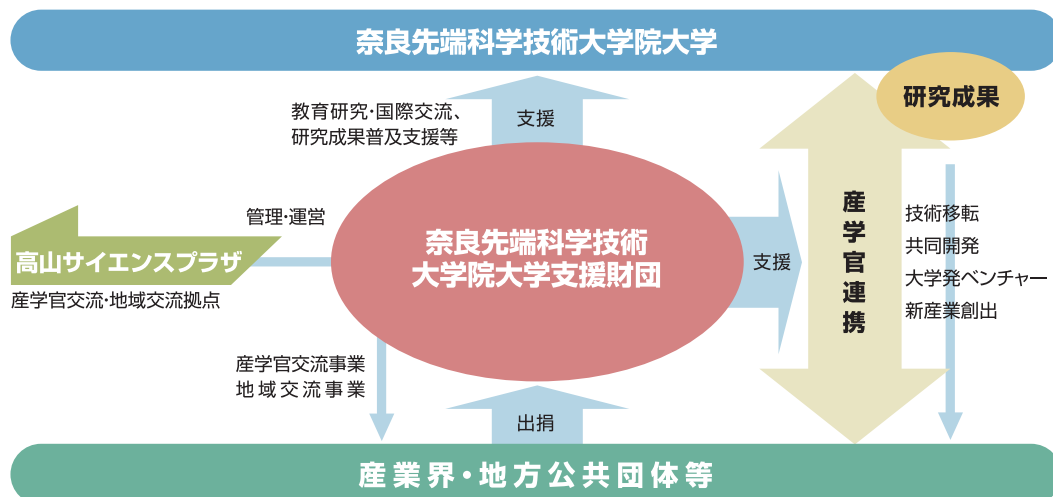 奈良先端科学技術大学院大学
研究成果
教育研究・国際交流、
研究成果普及支援等
支援
管理・運営
高山サイエンスプラザ
産学官交流・地域交流拠点
奈良先端科学技術
大学院大学支援財団
支援
産学官連携
技術移転
共同開発
大学発ベンチャー
新産業創出
産学官交流事業
地域交流事業
出捐
産業界・地方公共団体等